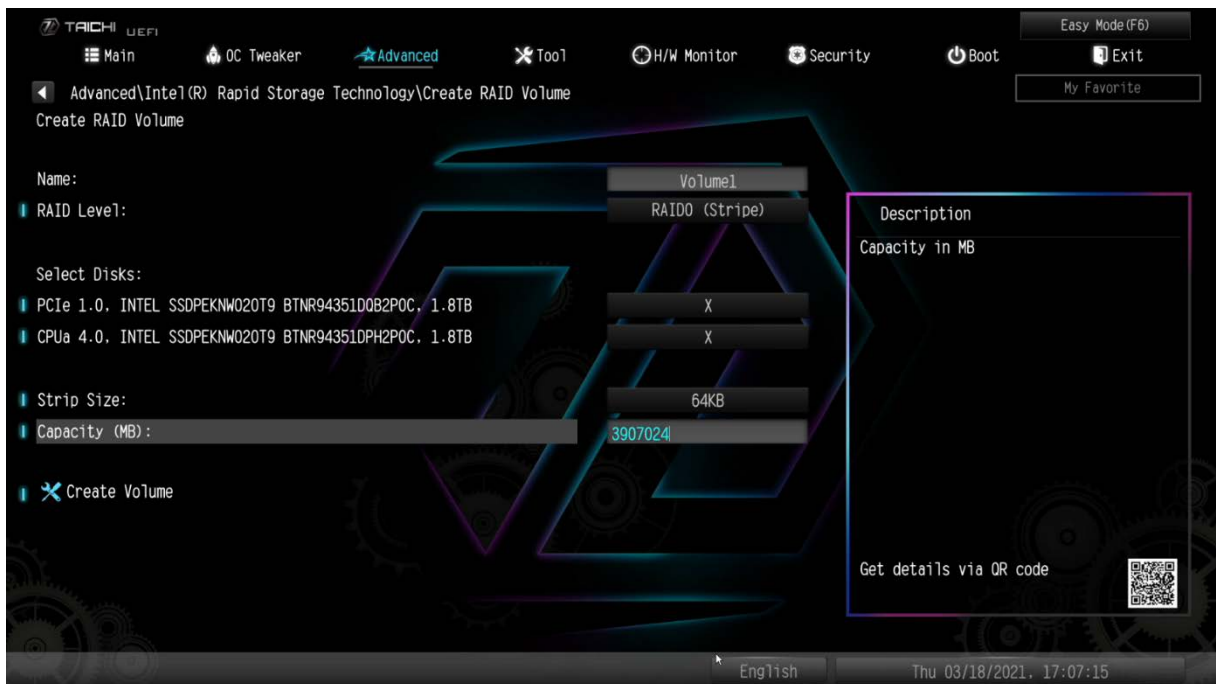 TAICHI UEFI
Easy Mode(F6)
Main OC Tweaker Advanced Tool H/W Monitor Security Boot Exit
Advanced\Intel(R) Rapid Storage Technology\Create RAID Volume
My Favorite
Create RAID Volume
Name: Volume1
RAID Level: RAID0 (Stripe)
Description
Capacity in MB
Select Disks:
PCIe 1.0, INTEL SSDPEKNW020T9 BTNR94351DQB2P0C, 1.8TB X
CPUa 4.0, INTEL SSDPEKNW020T9 BTNR94351DPH2P0C, 1.8TB X
Strip Size: 64KB
Capacity (MB): 3907024
Create Volume
Get details via QR code
English Thu 03/18/2021, 17:07:15